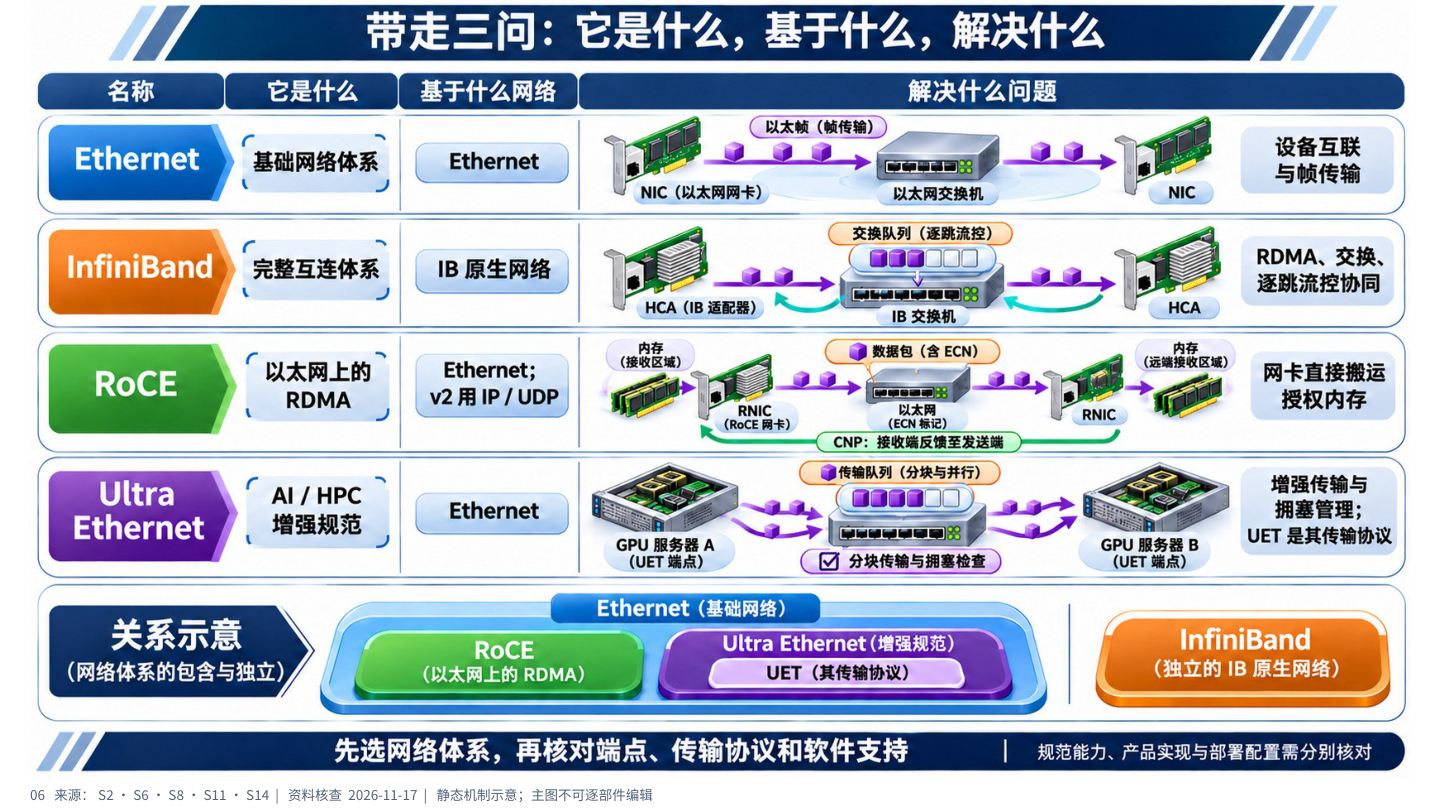 带走三问：它是什么，基于什么，解决什么
名称
它是什么
基于什么网络
解决什么问题
Ethernet
基础网络体系
Ethernet
以太帧（帧传输）
NIC（以太网网卡）
以太网交换机
NIC
设备互联
与帧传输
InfiniBand
完整互连体系
IB 原生网络
交换队列（逐跳流控）
HCA（IB 适配器）
IB 交换机
HCA
RDMA、交换、
逐跳流控协同
RoCE
以太网上的
RDMA
Ethernet；
v2 用 IP / UDP
内存
（接收区域）
RNIC
（RoCE 网卡）
数据包（含 ECN）
以太网
（ECN 标记）
RNIC
内存
（远端接收区域）
CNP：接收端反馈至发送端
网卡直接搬运
授权内存
Ultra
Ethernet
AI / HPC
增强规范
Ethernet
GPU 服务器 A
（UET 端点）
传输队列（分块与并行）
分块传输与拥塞检查
GPU 服务器 B
（UET 端点）
增强传输与
拥塞管理；
UET 是其传输协议
关系示意
（网络体系的包含与独立）
Ethernet（基础网络）
RoCE
（以太网上的 RDMA）
Ultra Ethernet（增强规范）
UET（其传输协议）
InfiniBand
（独立的 IB 原生网络）
先选网络体系，再核对端点、传输协议和软件支持
规范能力、产品实现与部署配置需分别核对
06 来源： S2 · S6 · S8 · S11 · S14 | 资料核查 2026-11-17 | 静态机制示意；主图不可逐部件编辑